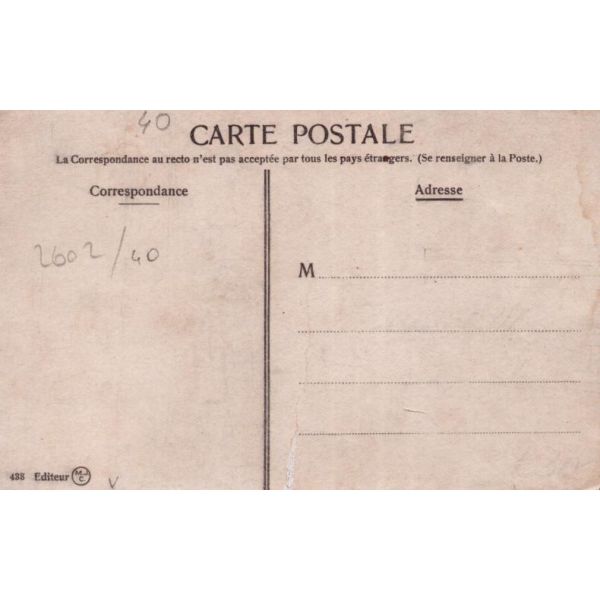 40
CARTE POSTALE
La Correspondance au recto n'est pas acceptée par tous les pays étrangers. (Se renseigner à la Poste.)
Correspondance
Adresse
2602/40
M
438 Editeur
V